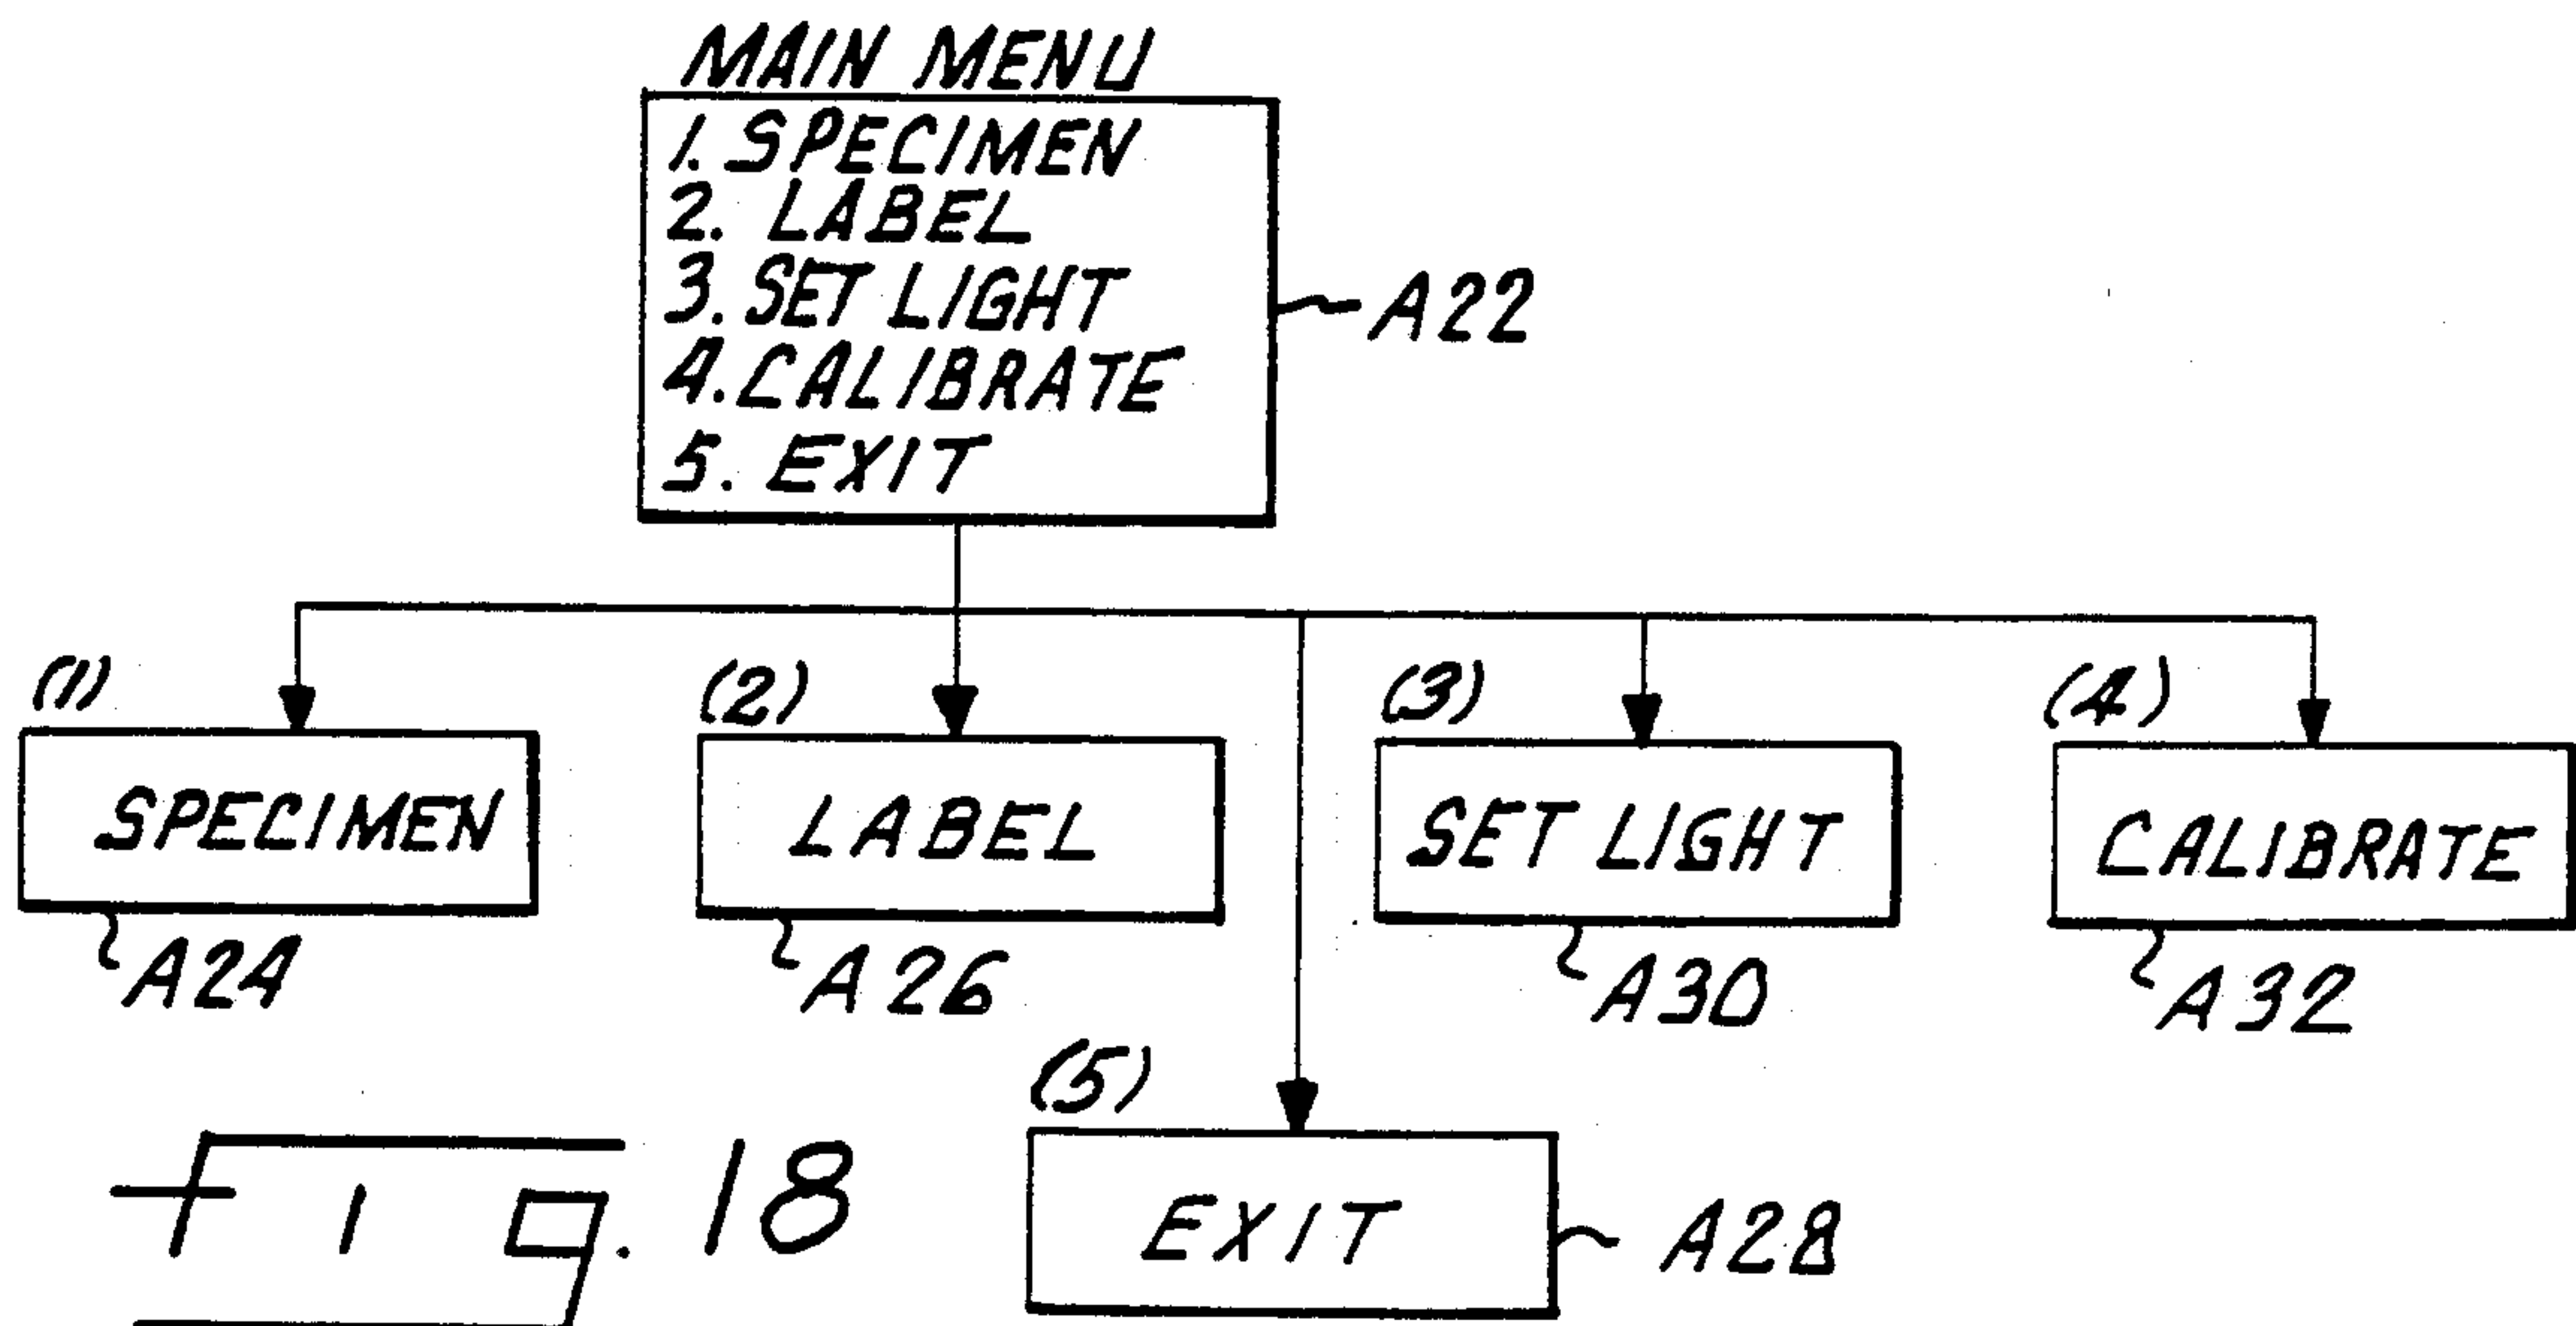 MAIN MENU
1. SPECIMEN
2. LABEL
3. SET LIGHT
4. CALIBRATE
5. EXIT
A22
(1)
SPECIMEN
A24
(2)
LABEL
A26
(3)
SET LIGHT
A30
(4)
CALIBRATE
A32
(5)
EXIT
A28
Fig. 18